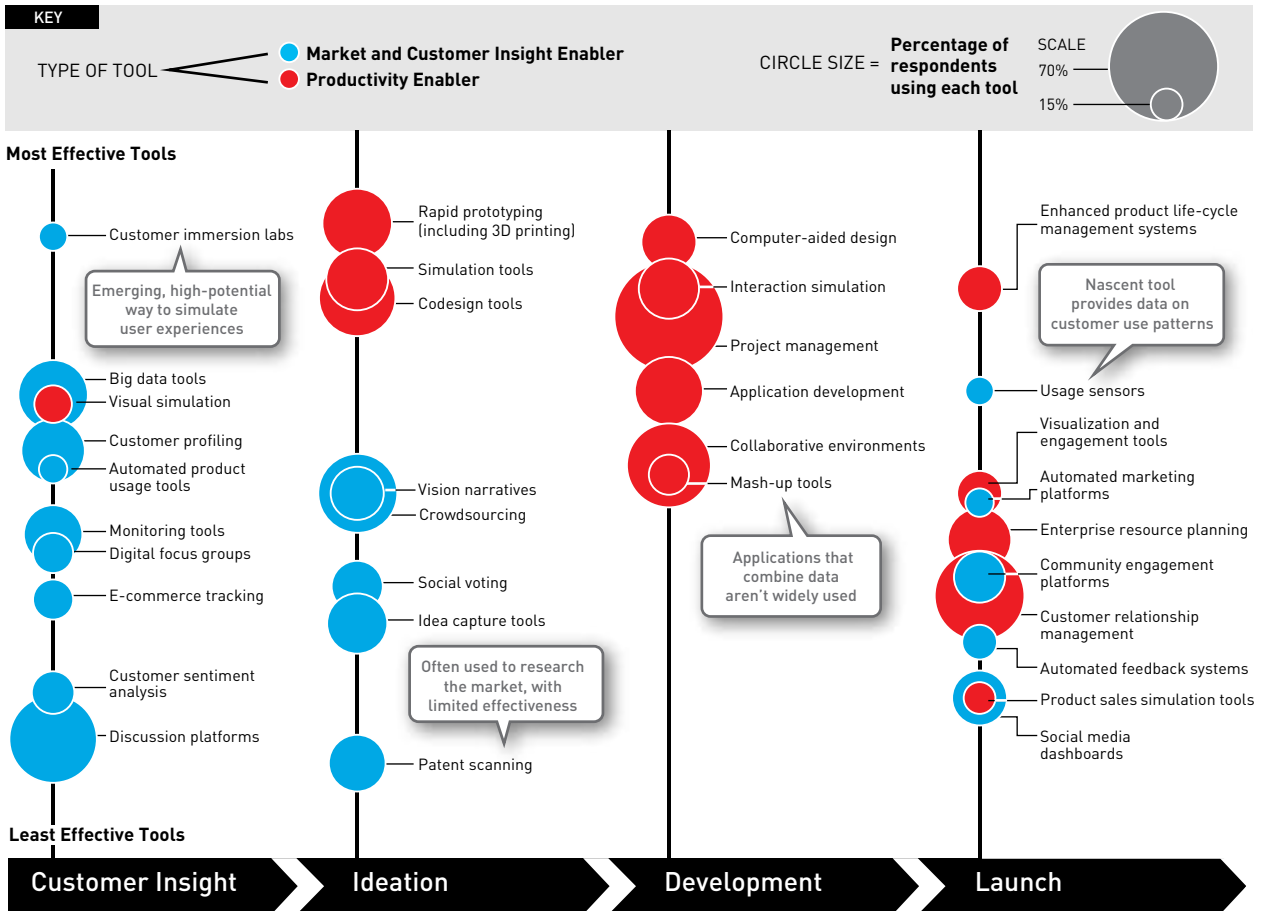 KEY
TYPE OF TOOL
Market and Customer Insight Enabler
Productivity Enabler
CIRCLE SIZE =
Percentage of
respondents
using each tool
SCALE
70%
15%
Most Effective Tools
Customer immersion labs
Emerging, high-potential
way to simulate
user experiences
Big data tools
Visual simulation
Customer profiling
Automated product
usage tools
Monitoring tools
Digital focus groups
E-commerce tracking
Customer sentiment
analysis
Discussion platforms
Rapid prototyping
(including 3D printing)
Simulation tools
Codesign tools
Vision narratives
Crowdsourcing
Social voting
Idea capture tools
Often used to research
the market, with
limited effectiveness
Patent scanning
Computer-aided design
Interaction simulation
Project management
Application development
Collaborative environments
Mash-up tools
Applications that
combine data
aren't widely used
Enhanced product life-cycle
management systems
Nascent tool
provides data on
customer use patterns
Usage sensors
Visualization and
engagement tools
Automated marketing
platforms
Enterprise resource planning
Community engagement
platforms
Customer relationship
management
Automated feedback systems
Product sales simulation tools
Social media
dashboards
Least Effective Tools
Customer Insight
Ideation
Development
Launch